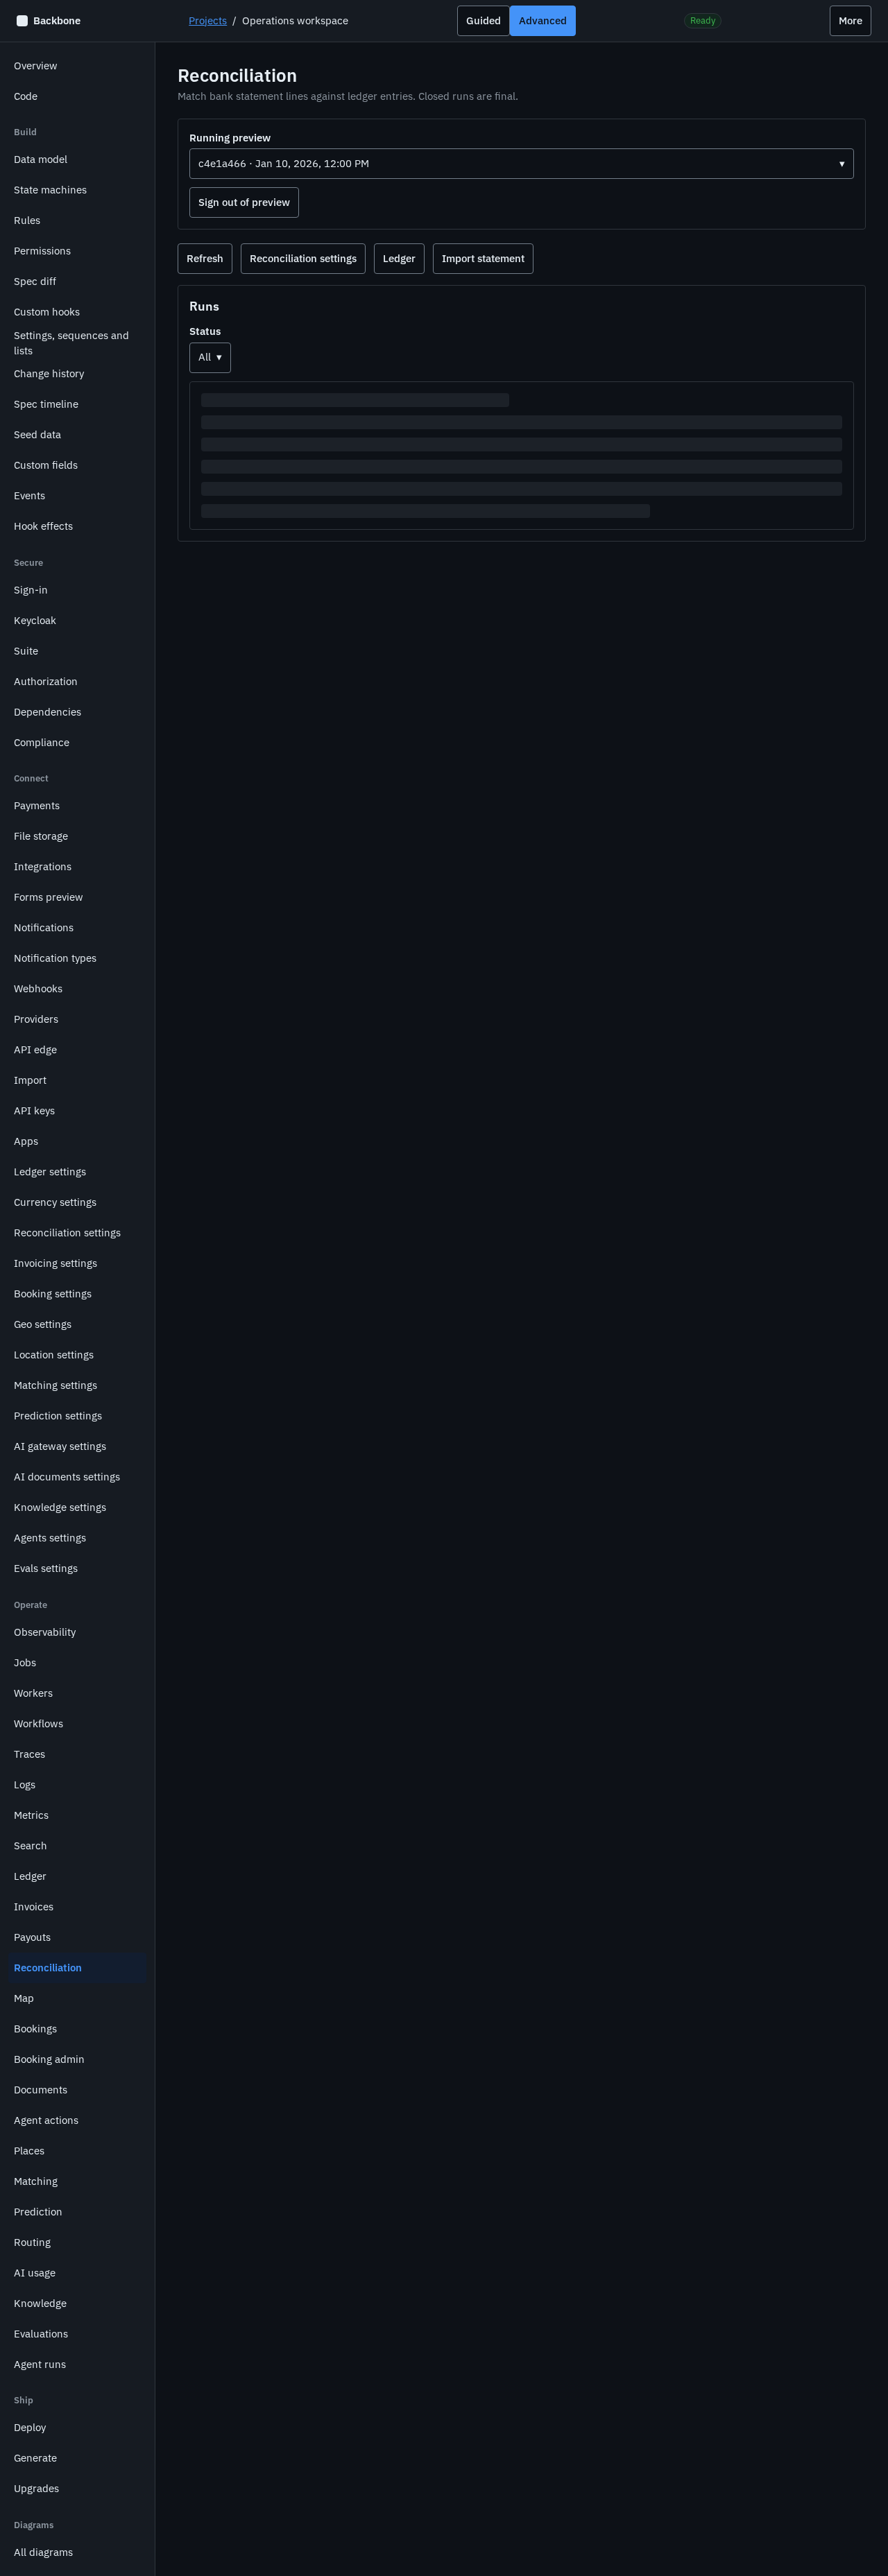 Backbone
Projects / Operations workspace
Guided
Advanced
Ready
More
Overview
Code
Build
Data model
State machines
Rules
Permissions
Spec diff
Custom hooks
Settings, sequences and
lists
Change history
Spec timeline
Seed data
Custom fields
Events
Hook effects
Secure
Sign-in
Keycloak
Suite
Authorization
Dependencies
Compliance
Connect
Payments
File storage
Integrations
Forms preview
Notifications
Notification types
Webhooks
Providers
API edge
Import
API keys
Apps
Ledger settings
Currency settings
Reconciliation settings
Invoicing settings
Booking settings
Geo settings
Location settings
Matching settings
Prediction settings
AI gateway settings
AI documents settings
Knowledge settings
Agents settings
Evals settings
Operate
Observability
Jobs
Workers
Workflows
Traces
Logs
Metrics
Search
Ledger
Invoices
Payouts
Reconciliation
Map
Bookings
Booking admin
Documents
Agent actions
Places
Matching
Prediction
Routing
AI usage
Knowledge
Evaluations
Agent runs
Ship
Deploy
Generate
Upgrades
Diagrams
All diagrams
Reconciliation
Match bank statement lines against ledger entries. Closed runs are final.
Running preview
c4e1a466 · Jan 10, 2026, 12:00 PM
Sign out of preview
Refresh
Reconciliation settings
Ledger
Import statement
Runs
Status
All